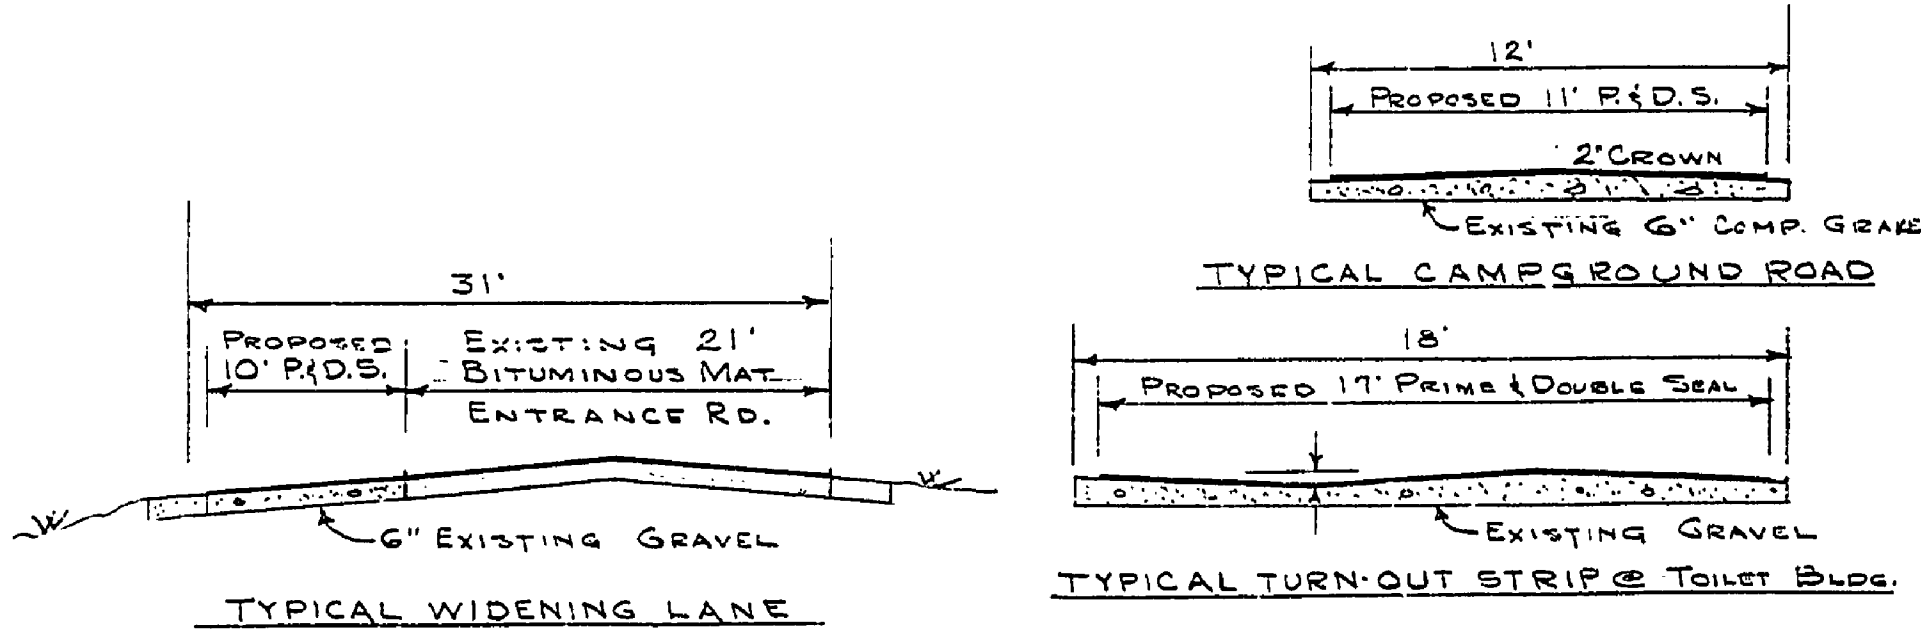 31'
PROPOSED
10' P.&D.S.
EXISTING 21'
BITUMINOUS MAT
ENTRANCE RD.
6" EXISTING GRAVEL
TYPICAL WIDENING LANE
12'
PROPOSED 11' P.&D.S.
2" CROWN
EXISTING 6" COMP. GRAVE
TYPICAL CAMPGROUND ROAD
18'
PROPOSED 17' PRIME & DOUBLE SEAL
EXISTING GRAVEL
TYPICAL TURN-OUT STRIP @ TOILET BLDG.